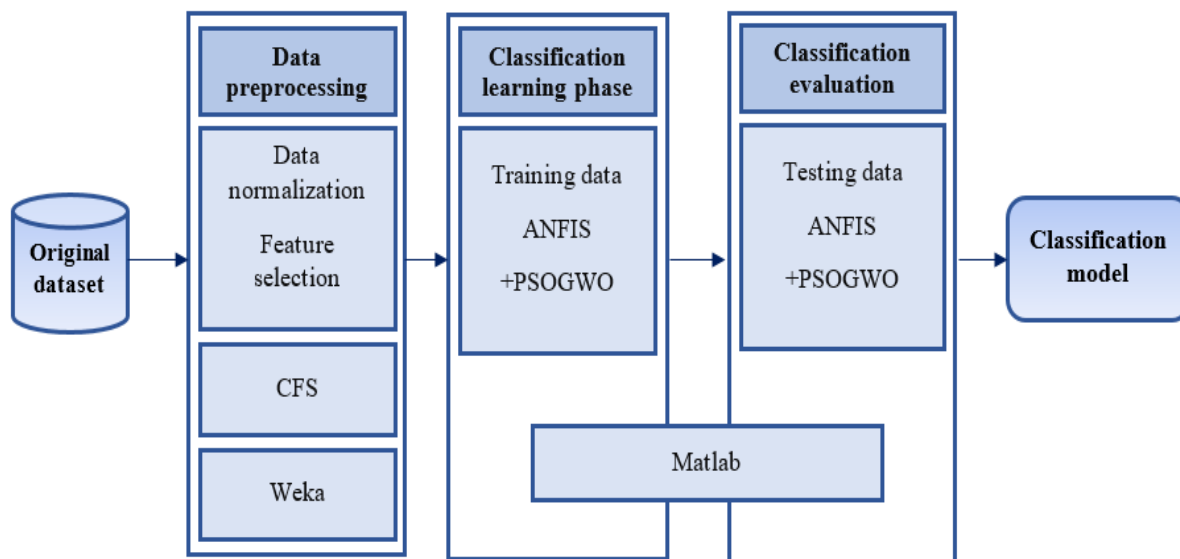 Original
dataset
Data
preprocessing
Data
normalization
Feature
selection
CFS
Weka
Classification
learning phase
Training data
ANFIS
+PSOGWO
Classification
evaluation
Testing data
ANFIS
+PSOGWO
Matlab
Classification
model